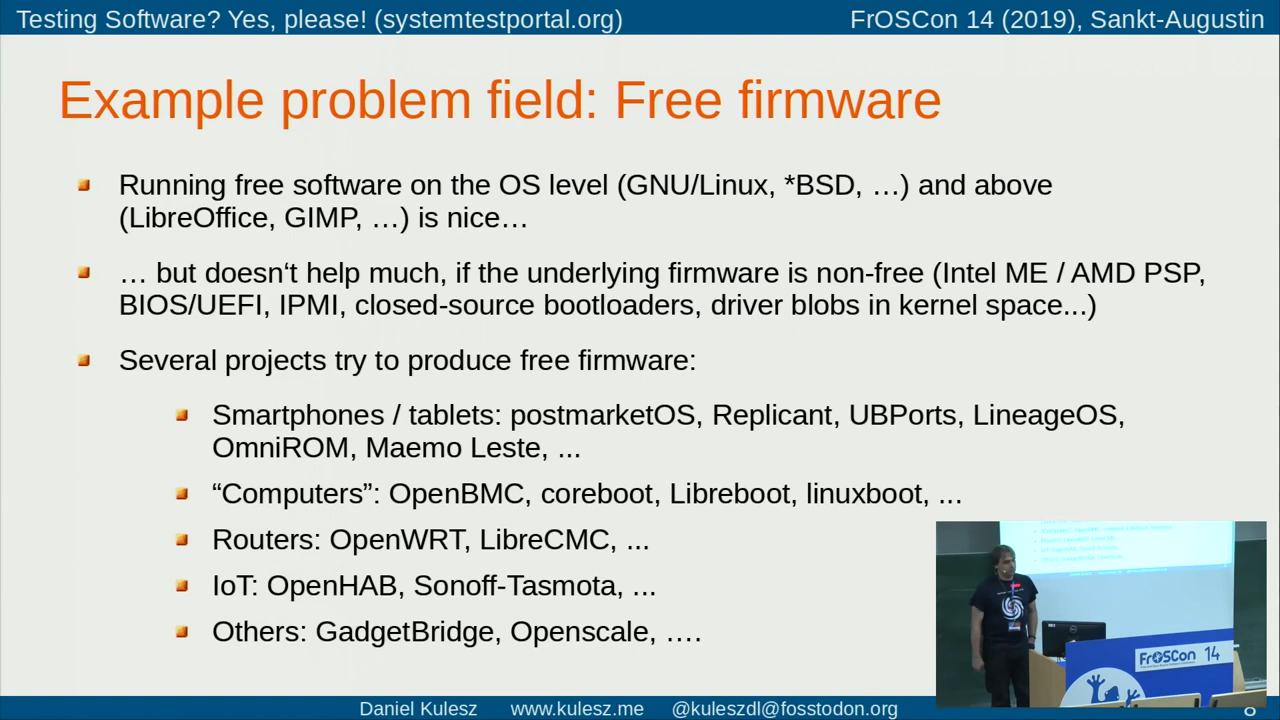 Testing Software? Yes, please! (systemtestportal.org)
FrOSCon 14 (2019), Sankt-Augustin
Example problem field: Free firmware
Running free software on the OS level (GNU/Linux, *BSD, …) and above
(LibreOffice, GIMP, …) is nice…
… but doesn‘t help much, if the underlying firmware is non-free (Intel ME / AMD PSP,
BIOS/UEFI, IPMI, closed-source bootloaders, driver blobs in kernel space...)
Several projects try to produce free firmware:
Smartphones / tablets: postmarketOS, Replicant, UBPorts, LineageOS,
OmniROM, Maemo Leste, ...
“Computers”: OpenBMC, coreboot, Libreboot, linuxboot, ...
Routers: OpenWRT, LibreCMC, ...
IoT: OpenHAB, Sonoff-Tasmota, ...
Others: GadgetBridge, Openscale, ….
FrOSCon 14
Daniel Kulesz www.kulesz.me @kuleszdl@fosstodon.org
8